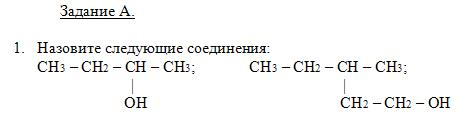 Задание А.
1. Назовите следующие соединения:
CH3 – CH2 – CH – CH3; CH3 – CH2 – CH – CH3;
| |
OH CH2 – CH2 – OH